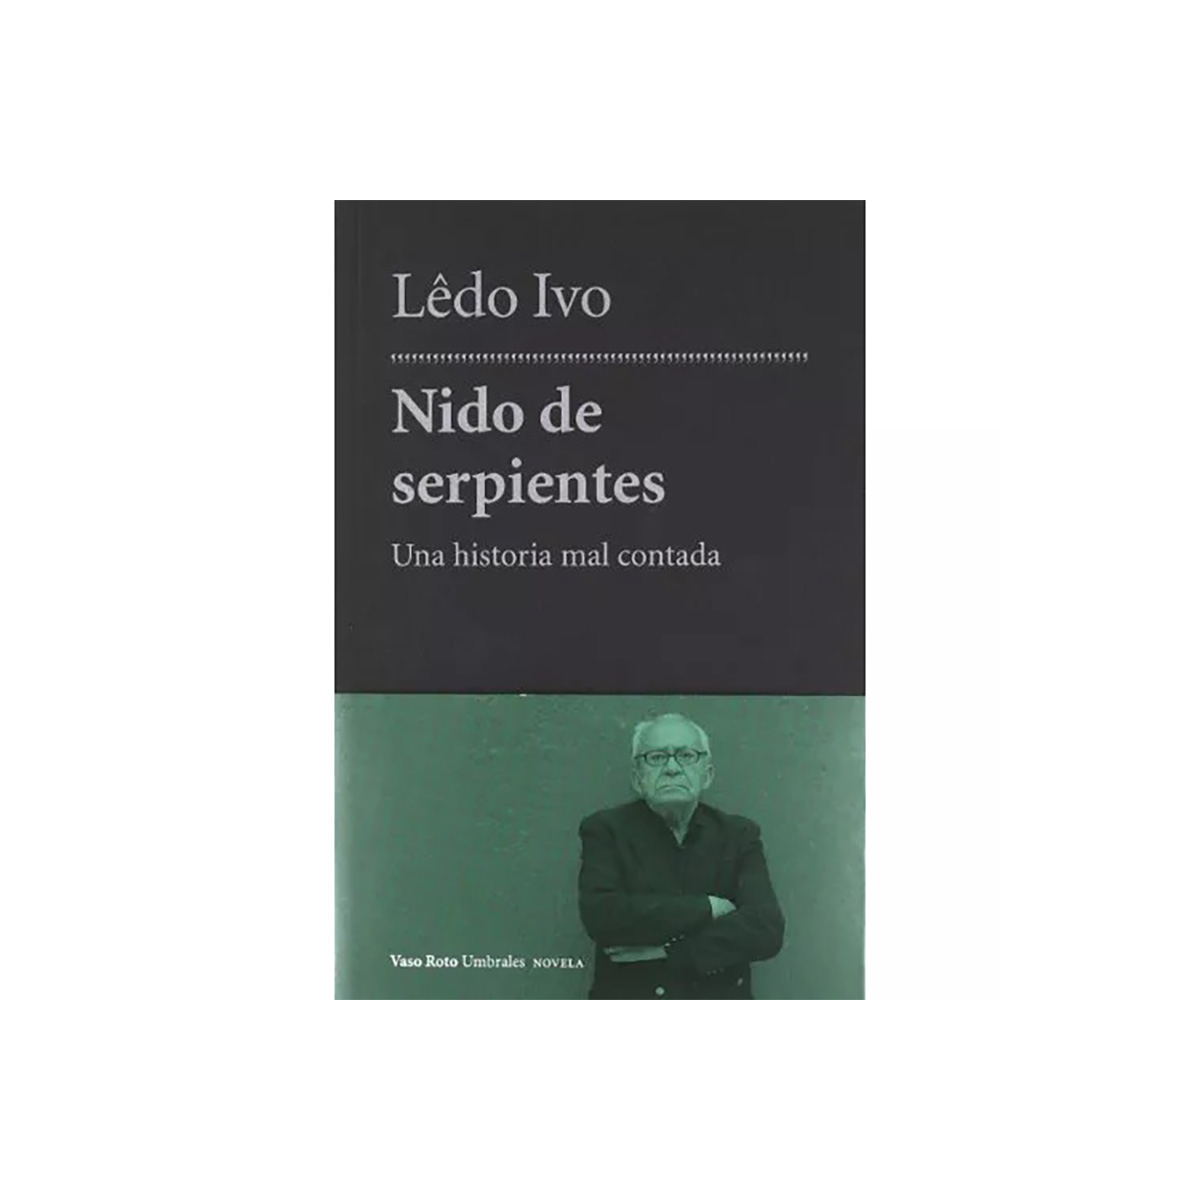 Lêdo Ivo
Nido de
serpientes
Una historia mal contada
Vaso Roto Umbrales NOVELA